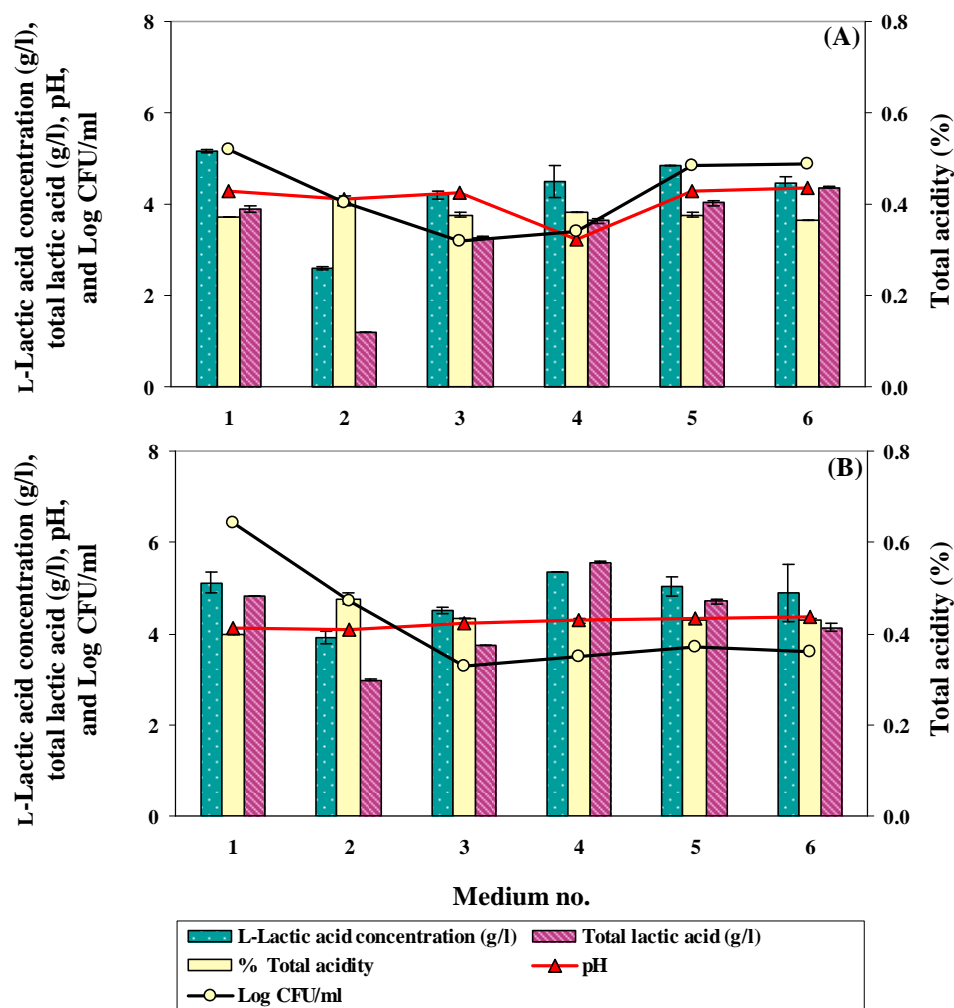 L-Lactic acid concentration (g/l),
total lactic acid (g/l), pH,
and Log CFU/ml
8
6
4
2
0
(A)
0.8
0.6
0.4
0.2
0.0
Total acidity (%)
1 2 3 4 5 6
L-Lactic acid concentration (g/l),
total lactic acid (g/l), pH,
and Log CFU/ml
8
6
4
2
0
(B)
0.8
0.6
0.4
0.2
0.0
Total acidity (%)
1 2 3 4 5 6
Medium no.
L-Lactic acid concentration (g/l) Total lactic acid (g/l)
% Total acidity pH
Log CFU/ml